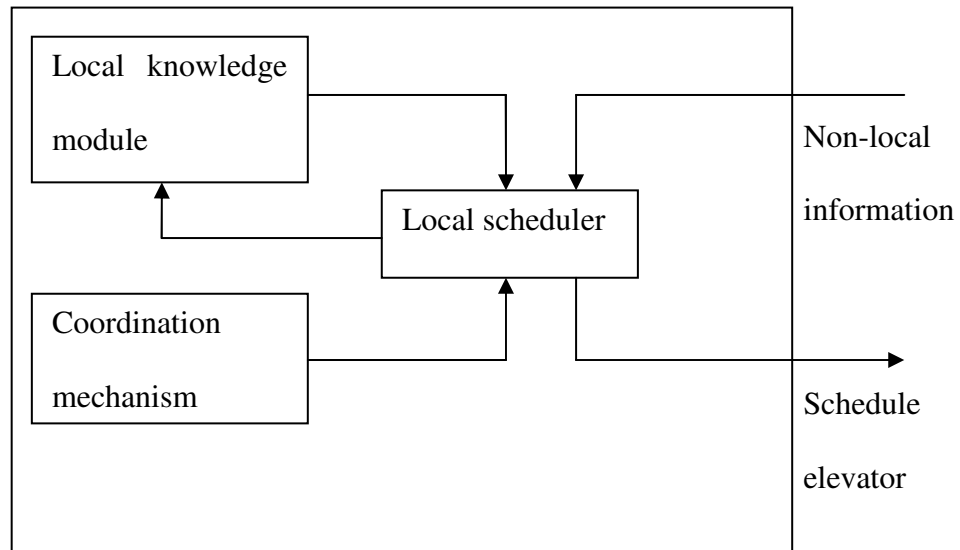 Local knowledge
module
Non-local
information
Local scheduler
Coordination
mechanism
Schedule
elevator